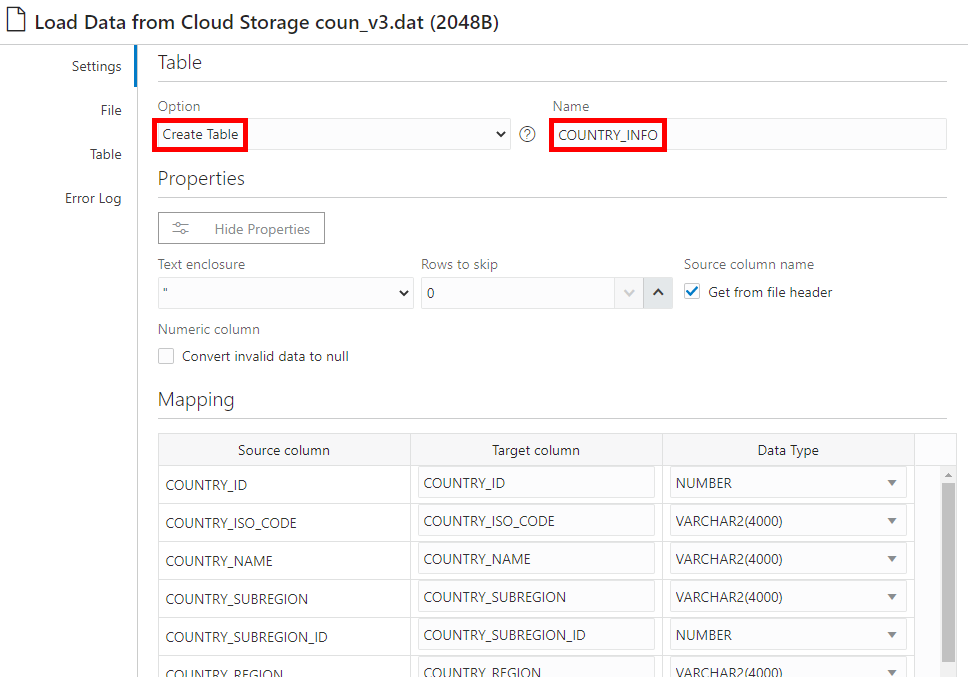 Load Data from Cloud Storage coun_v3.dat (2048B)
Settings
File
Table
Error Log
Table
Option
Name
Create Table
?
COUNTRY_INFO
Properties
Hide Properties
Text enclosure
Rows to skip
Source column name
"
0
Get from file header
Numeric column
Convert invalid data to null
Mapping
Source column Target column Data Type
COUNTRY_ID COUNTRY_ID NUMBER
COUNTRY_ISO_CODE COUNTRY_ISO_CODE VARCHAR2(4000)
COUNTRY_NAME COUNTRY_NAME VARCHAR2(4000)
COUNTRY_SUBREGION COUNTRY_SUBREGION VARCHAR2(4000)
COUNTRY_SUBREGION_ID COUNTRY_SUBREGION_ID NUMBER
COUNTRY_REGION COUNTRY_REGION VARCHAR2(4000)